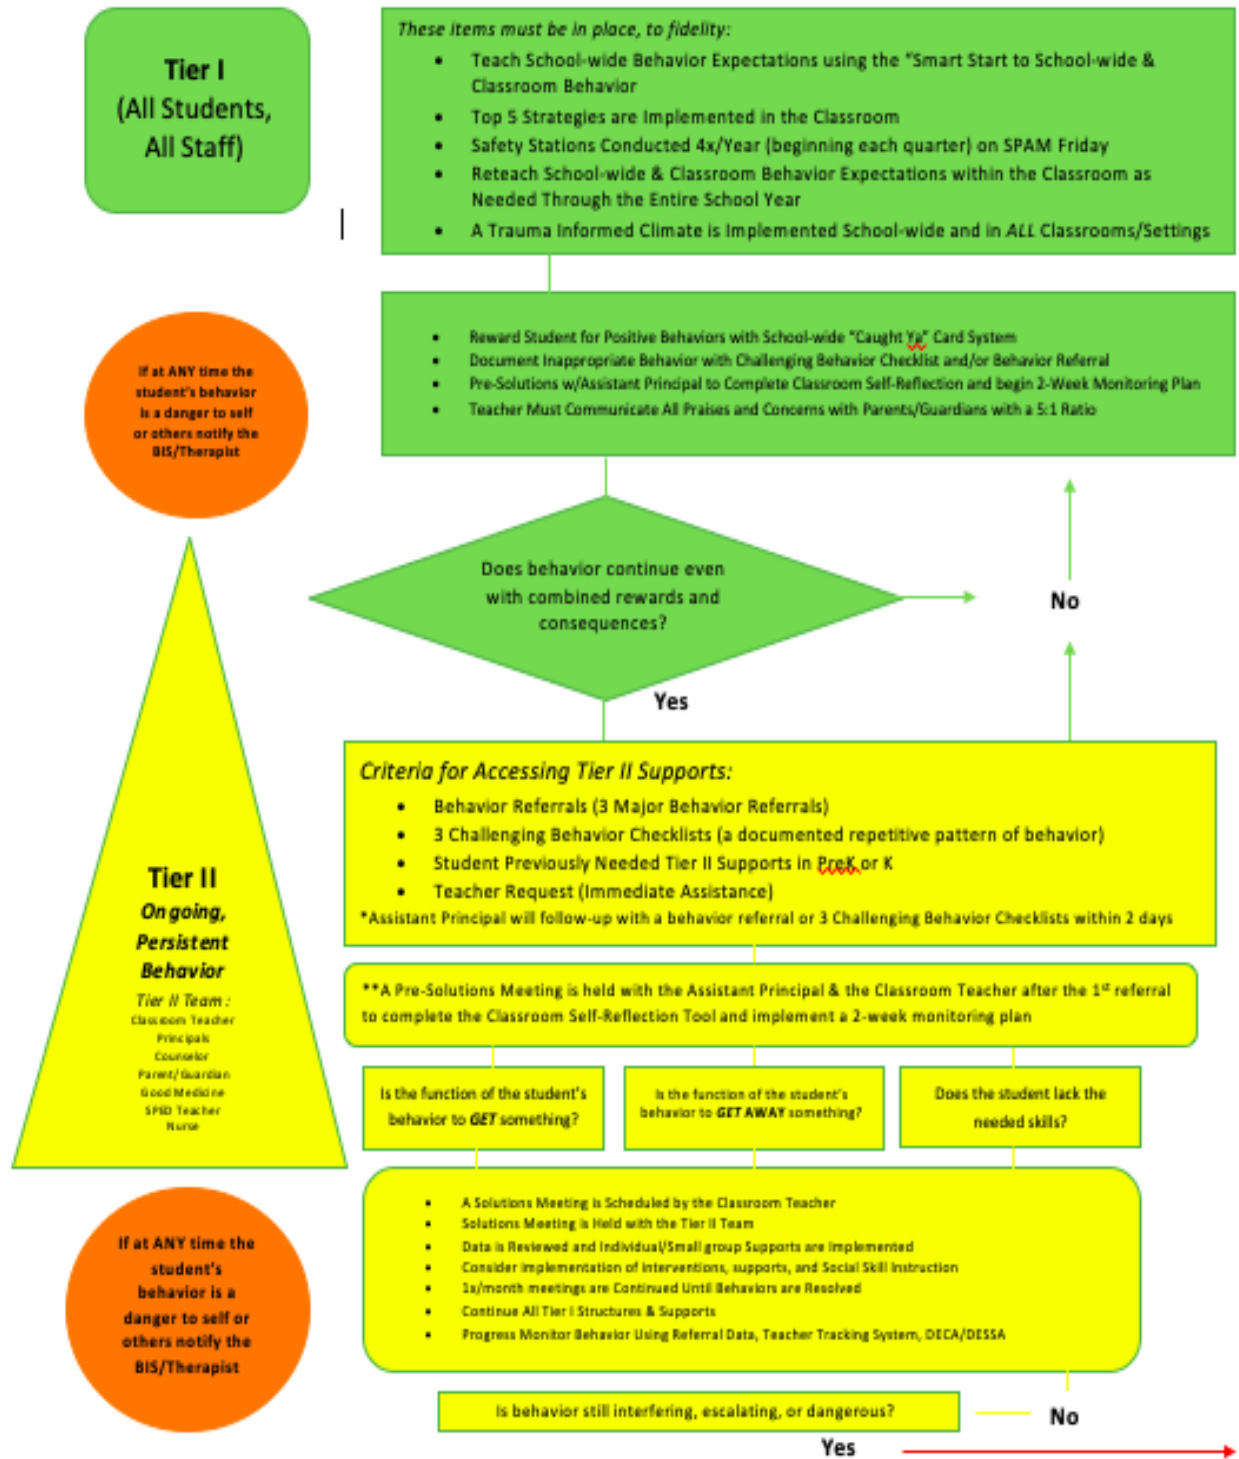 Tier I
(All Students,
All Staff)
These items must be in place, to fidelity:
• Teach School-wide Behavior Expectations using the "Smart Start to School-wide &
Classroom Behavior
• Top 5 Strategies are Implemented in the Classroom
• Safety Stations Conducted 4x/Year (beginning each quarter) on SPAM Friday
• Reteach School-wide & Classroom Behavior Expectations within the Classroom as
Needed Through the Entire School Year
• A Trauma Informed Climate is Implemented School-wide and in ALL Classrooms/Settings
If at ANY time the
student's behavior
is a danger to self
or others notify the
BIS/Therapist
• Reward Student for Positive Behaviors with School-wide "Caught Ya" Card System
• Document Inappropriate Behavior with Challenging Behavior Checklist and/or Behavior Referral
• Pre-Solutions w/Assistant Principal to Complete Classroom Self-Reflection and begin 2-Week Monitoring Plan
• Teacher Must Communicate All Praises and Concerns with Parents/Guardians with a 5:1 Ratio
Does behavior continue even
with combined rewards and
consequences?
No
Yes
Tier II
Ongoing,
Persistent
Behavior
Tier II Team :
Classroom Teacher
Principals
Counselor
Parent/Guardian
Good Medicine
SPED Teacher
Nurse
Criteria for Accessing Tier II Supports:
• Behavior Referrals (3 Major Behavior Referrals)
• 3 Challenging Behavior Checklists (a documented repetitive pattern of behavior)
• Student Previously Needed Tier II Supports in PreK or K
• Teacher Request (Immediate Assistance)
*Assistant Principal will follow-up with a behavior referral or 3 Challenging Behavior Checklists within 2 days
**A Pre-Solutions Meeting is held with the Assistant Principal & the Classroom Teacher after the 1st referral
to complete the Classroom Self-Reflection Tool and implement a 2-week monitoring plan
Is the function of the student's
behavior to GET something?
Is the function of the student's
behavior to GET AWAY something?
Does the student lack the
needed skills?
If at ANY time the
student's
behavior is a
danger to self or
others notify the
BIS/Therapist
• A Solutions Meeting is Scheduled by the Classroom Teacher
• Solutions Meeting is Held with the Tier II Team
• Data is Reviewed and Individual/Small group Supports are Implemented
• Consider Implementation of interventions, supports, and Social Skill Instruction
• 1x/month meetings are Continued Until Behaviors are Resolved
• Continue All Tier I Structures & Supports
• Progress Monitor Behavior Using Referral Data, Teacher Tracking System, DECA/DESSA
Is behavior still interfering, escalating, or dangerous?
No
Yes